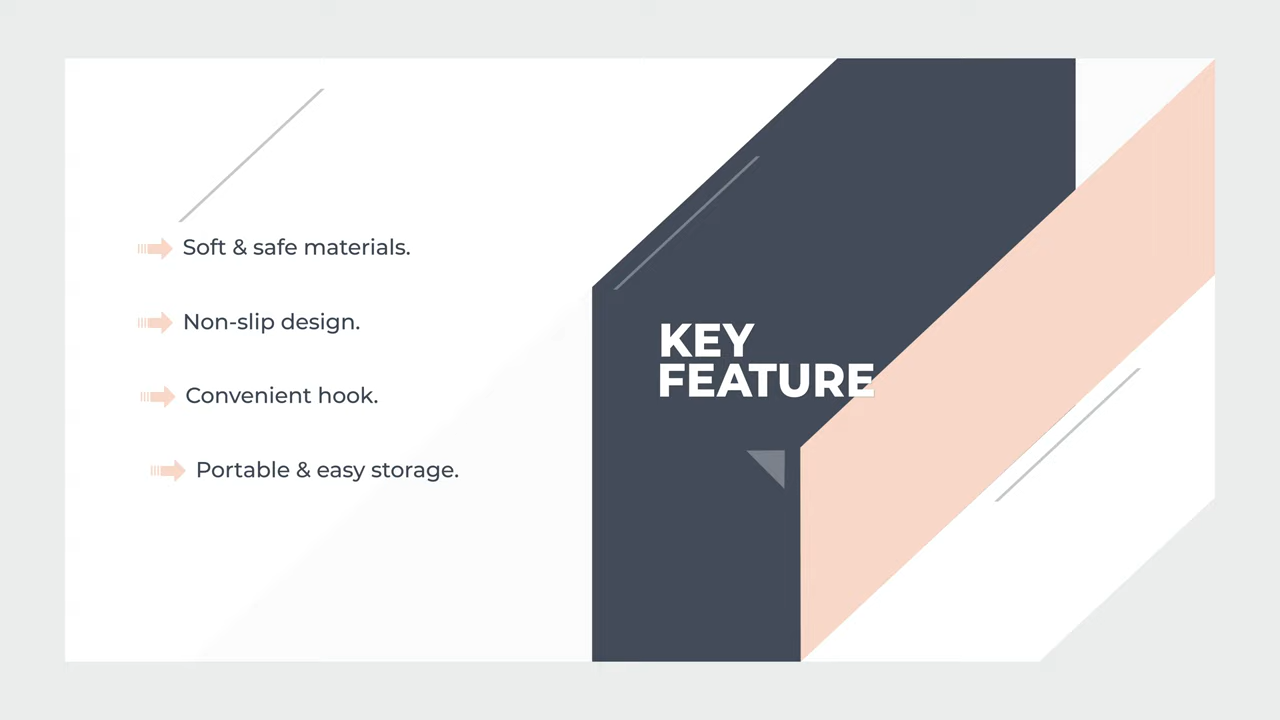 Soft & safe materials.
Non-slip design.
Convenient hook.
Portable & easy storage.
KEY
FEATURE